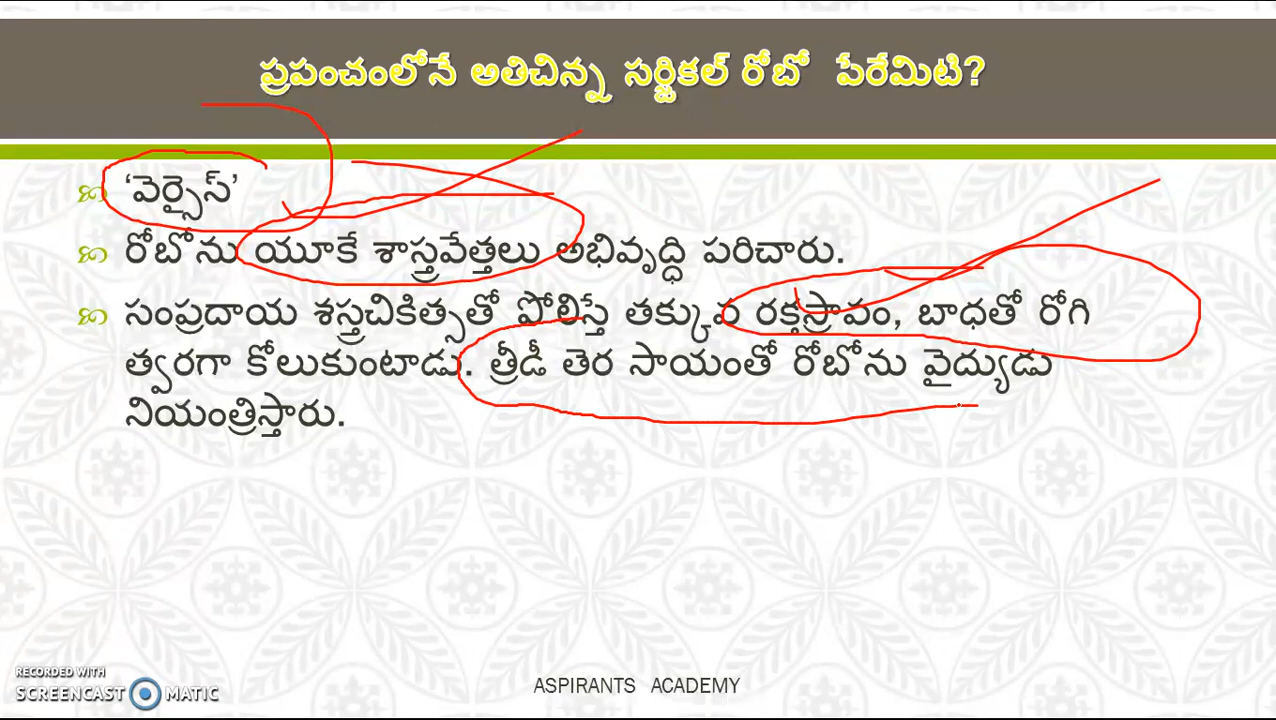 ప్రపంచంలోనే అతిచిన్న సర్జికల్ రోబో పేరేమిటి?
‘వెర్సైస్’
రోబోను యూకే శాస్త్రవేత్తలు అభివృద్ధి పరిచారు.
సంప్రదాయ శస్త్రచికిత్సతో పోలిస్తే తక్కువ రక్తస్రావం, బాధతో రోగి
త్వరగా కోలుకుంటాడు. త్రీడీ తెర సాయంతో రోబోను వైద్యుడు
నియంత్రిస్తారు.
RECORDED WITH
SCREENCAST MATIC
ASPIRANTS ACADEMY